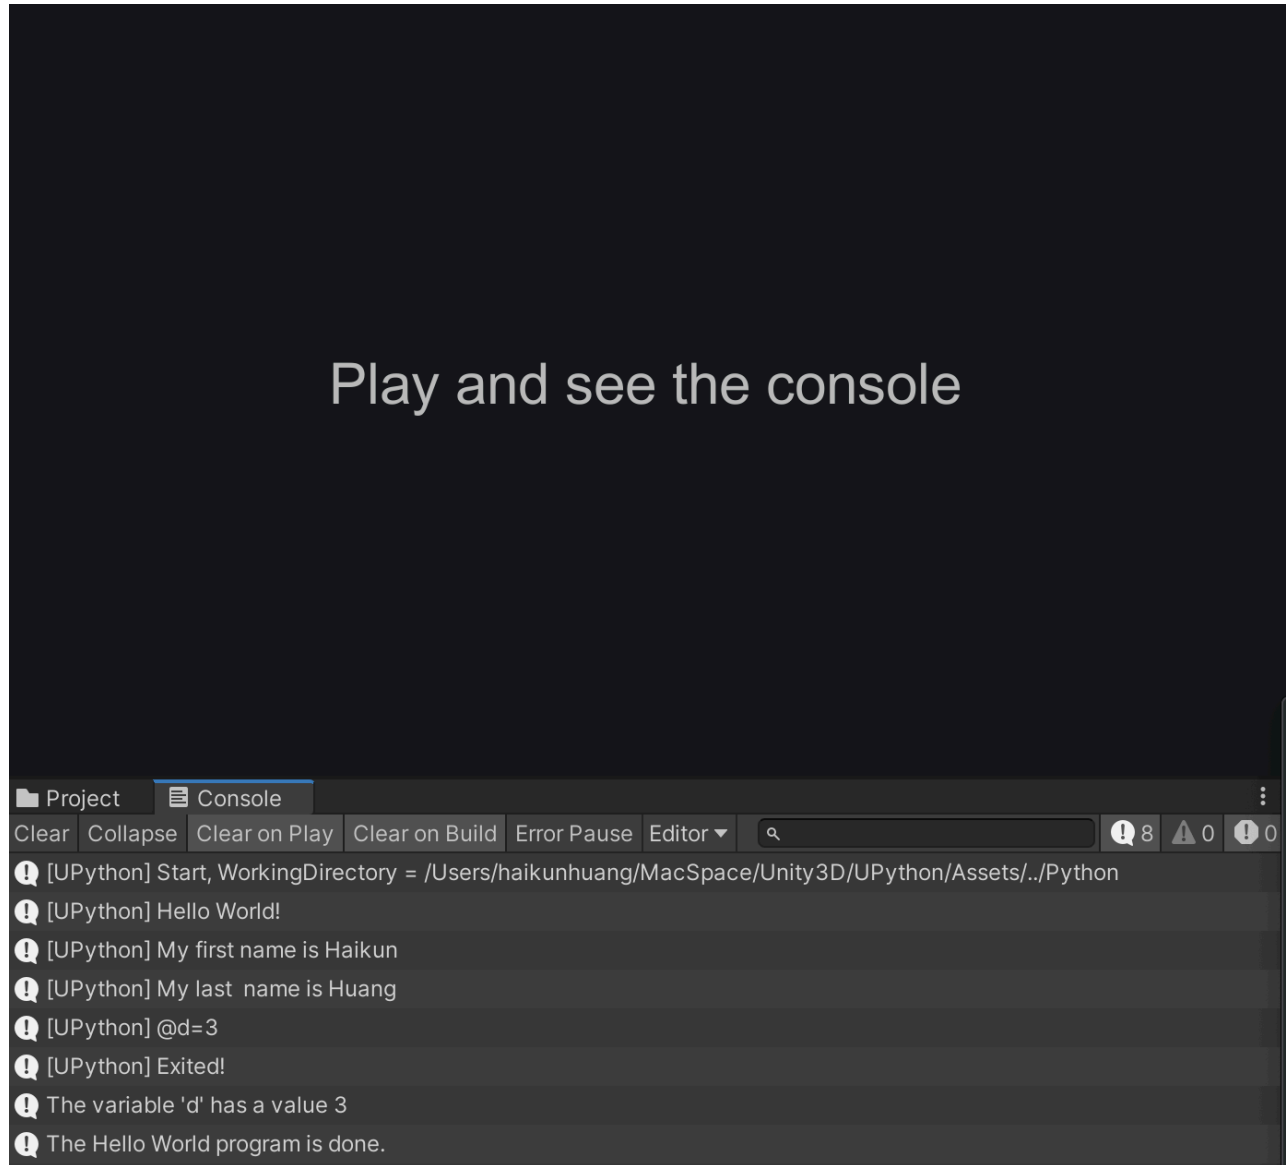 Play and see the console
Project Console
Clear Collapse Clear on Play Clear on Build Error Pause Editor 8 0 0
[UPython] Start, WorkingDirectory = /Users/haikunhuang/MacSpace/Unity3D/UPython/Assets/../Python
[UPython] Hello World!
[UPython] My first name is Haikun
[UPython] My last  name is Huang
[UPython] @d=3
[UPython] Exited!
The variable 'd' has a value 3
The Hello World program is done.